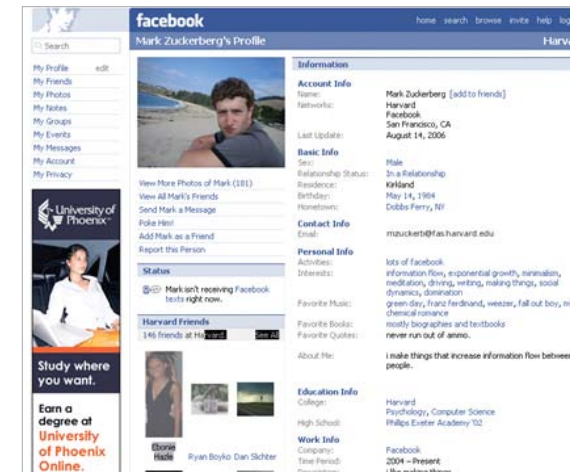 facebook
home search browse invite help log
Mark Zuckerberg's Profile
Harva
Search
My Profile edit
My Friends
My Photos
My Notes
My Groups
My Events
My Messages
My Account
My Privacy
University of
Phoenix
Study where
you want.
Earn a
degree at
University
of Phoenix
Online.
View More Photos of Mark (181)
View All Mark's Friends
Send Mark a Message
Poke Him!
Add Mark as a Friend
Report this Person
Status
Mark isn't receiving Facebook
texts right now.
Harvard Friends
146 friends at Harvard See All
Ebonie
Hazle
Ryan Boyko Dan Slichter
Information
Account Info
Name: Mark Zuckerberg [add to friends]
Networks: Harvard
Facebook
San Francisco, CA
Last Update: August 14, 2006
Basic Info
Sex: Male
Relationship Status: In a Relationship
Residence: Kirkland
Birthday: May 14, 1984
Hometown: Dobbs Ferry, NY
Contact Info
Email: mzuckerb@fas.harvard.edu
Personal Info
Activities: lots of facebook
Interests: information flow, exponential growth, minimalism,
meditation, driving, writing, making things, social
dynamics, domination
Favorite Music: green day, franz ferdinand, weezer, fall out boy, m
chemical romance
Favorite Books: mostly biographies and textbooks
Favorite Quotes: never run out of ammo.
About Me: i make things that increase information flow between
people.
Education Info
College: Harvard
Psychology, Computer Science
High School: Philips Exeter Academy '02
Work Info
Company: Facebook
Time Period: 2004 – Present